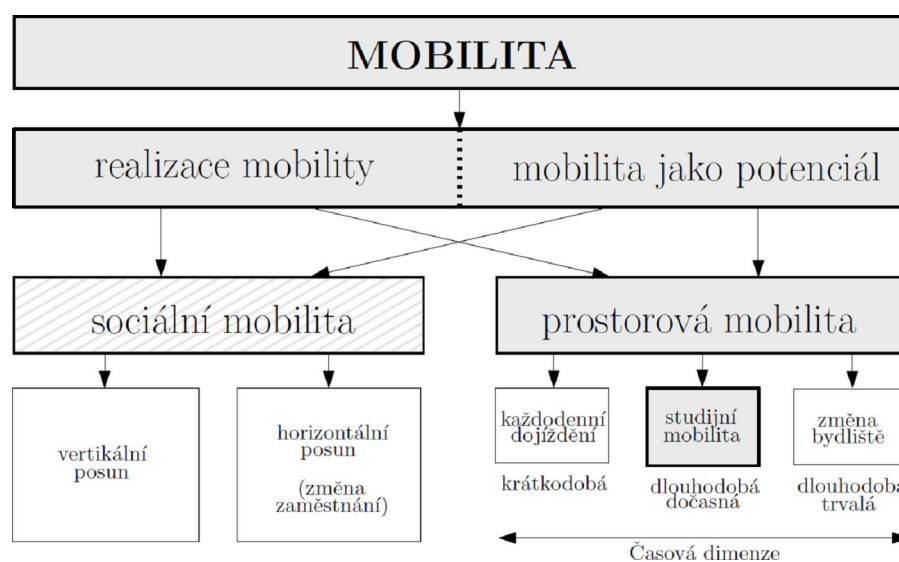 MOBILITA
realizace mobility
mobilita jako potenciál
sociální mobilita
prostorová mobilita
vertikální
posun
horizontální
posun
(změna
zaměstnání)
každodenní
dojíždění
studijní
mobilita
změna
bydliště
krátkodobá
dlouhodobá
dočasná
dlouhodobá
trvalá
Časová dimenze